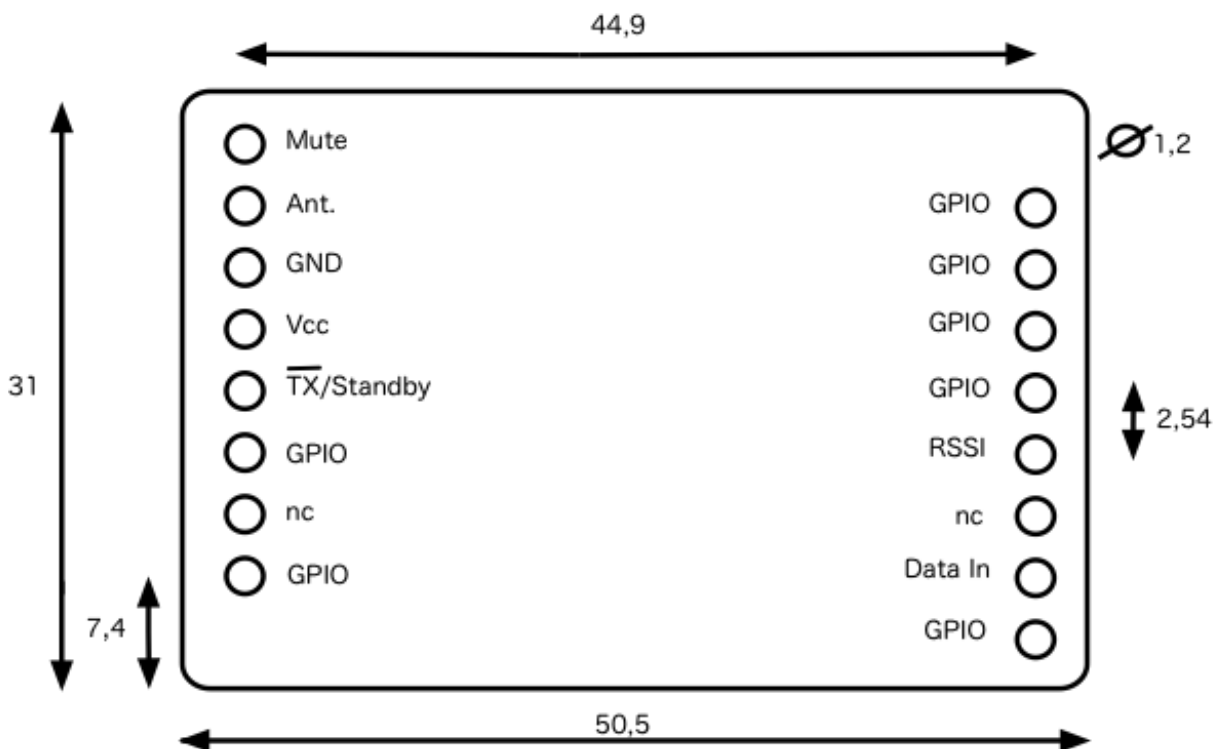 44,9
Mute
1,2
Ant.
GPIO
GND
GPIO
Vcc
GPIO
31
TX/Standby
GPIO
2,54
GPIO
RSSI
nc
nc
GPIO
Data In
7,4
GPIO
50,5